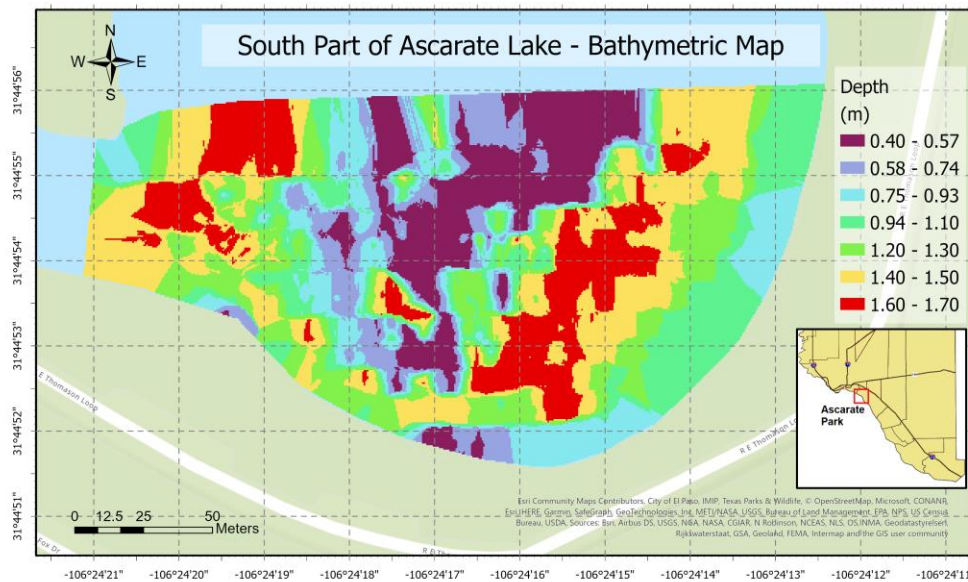 South Part of Ascarate Lake - Bathymetric Map
N
W E
S
31°44'56"
31°44'55"
31°44'54"
31°44'53"
31°44'52"
31°44'51"
Depth
(m)
0.40 - 0.57
0.58 - 0.74
0.75 - 0.93
0.94 - 1.10
1.20 - 1.30
1.40 - 1.50
1.60 - 1.70
R E Thomason Loop
R E Thomason Loop
Ascarate
Park
0 12.5 25 50
Meters
Fox Dr
Esri Community Maps Contributors, City of El Paso, IMIP, Texas Parks & Wildlife, © OpenStreetMap, Microsoft, CONANP,
Esri, HERE, Garmin, SafeGraph, GeoTechnologies, Inc, METI/NASA, USGS, Bureau of Land Management, EPA, NPS, US Census
Bureau, USDA, Sources: Esri, Airbus DS, USGS, NGA, NASA, CGIAR, N Robinson, NCEAS, NLS, OS, NMA, Geodatastyrelsen,
Rijkswaterstaat, GSA, Geoland, FEMA, Intermap and the GIS user community
-106°24'21" -106°24'20" -106°24'19" -106°24'18" -106°24'17" -106°24'16" -106°24'15" -106°24'14" -106°24'13" -106°24'12"